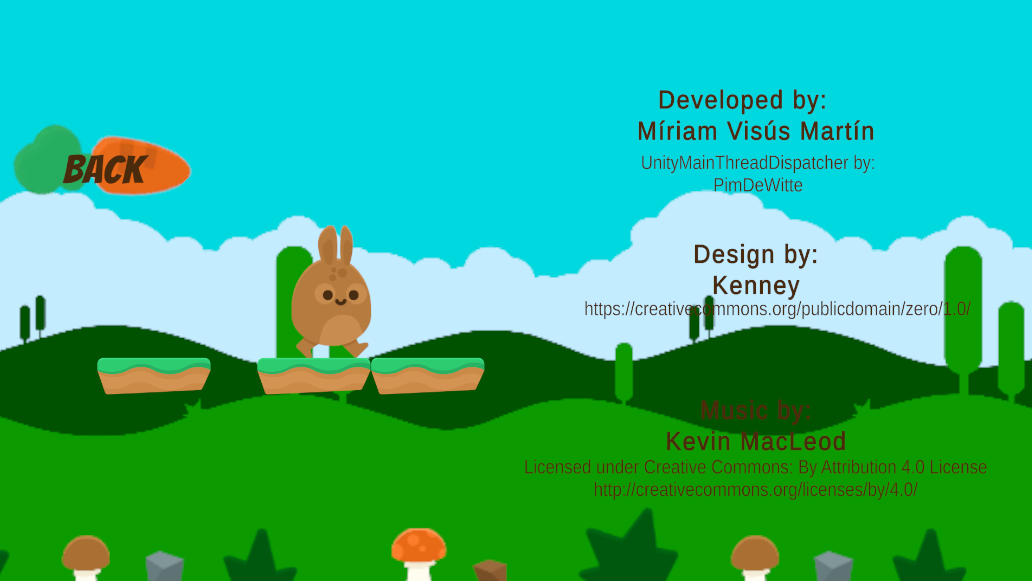 BACK
Developed by:
Míriam Visús Martín
UnityMainThreadDispatcher by:
PimDeWitte
Design by:
Kenney
https://creativecommons.org/publicdomain/zero/1.0/
Music by:
Kevin MacLeod
Licensed under Creative Commons: By Attribution 4.0 License
http://creativecommons.org/licenses/by/4.0/